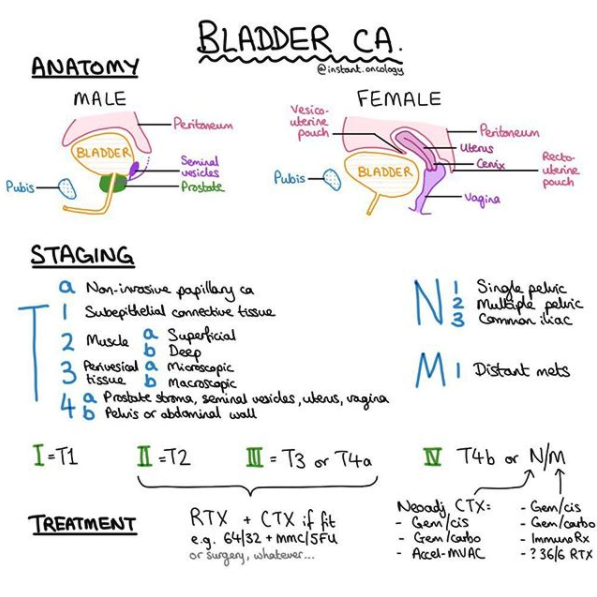 BLADDER CA.
@instant.oncology
ANATOMY
MALE
Peritoneum
BLADDER
Seminal
vesicles
Prostate
Pubis
FEMALE
Vesico-
uterine
pouch
Peritoneum
Uterus
Cervix
Recto-
uterine
pouch
BLADDER
Pubis
Vagina
STAGING
T
a Non-invasive papillary ca
1 Subepithelial connective tissue
2 Muscle a Superficial
b Deep
3 Perivesical a Microscopic
tissue b Macroscopic
4 a Prostate stroma, seminal vesicles, uterus, vagina
b Pelvis or abdominal wall
N 1 Single pelvic
2 Multiple pelvic
3 Common iliac
M 1 Distant mets
I = T1
II = T2
III = T3 or T4a
IV T4b or N/M
TREATMENT
RTX + CTX if fit
e.g. 64/32 + mmc/5FU
or surgery, whatever...
Neoadj CTX:
- Gem/cis
- Gem/carbo
- Accel-MVAC
- Gem/cis
- Gem/carbo
- ImmunoRx
- ? 36/6 RTX